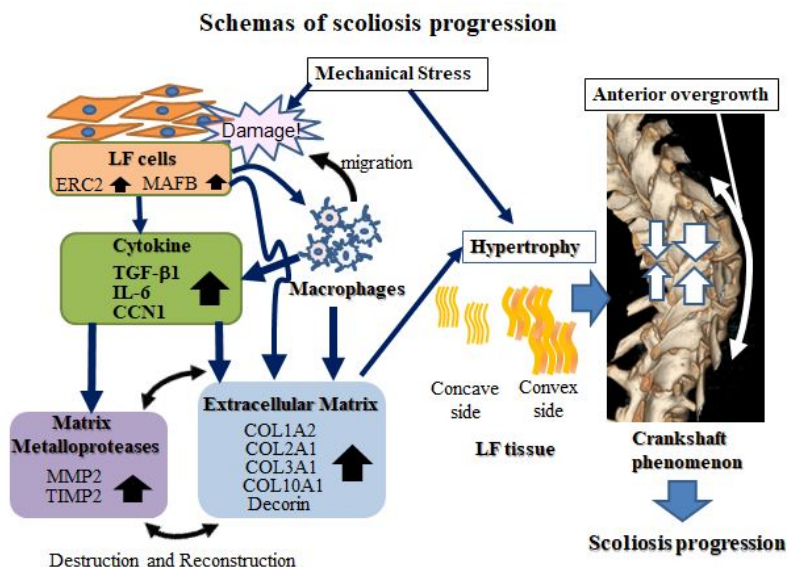 Schemas of scoliosis progression
Mechanical Stress
Damage!
LF cells
ERC2 MAFB
migration
Macrophages
Cytokine
TGF-β1
IL-6
CCN1
Matrix
Metalloproteases
MMP2
TIMP2
Extracellular Matrix
COL1A2
COL2A1
COL3A1
COL10A1
Decorin
Destruction and Reconstruction
Hypertrophy
Concave
side
Convex
side
LF tissue
Anterior overgrowth
Crankshaft
phenomenon
Scoliosis progression